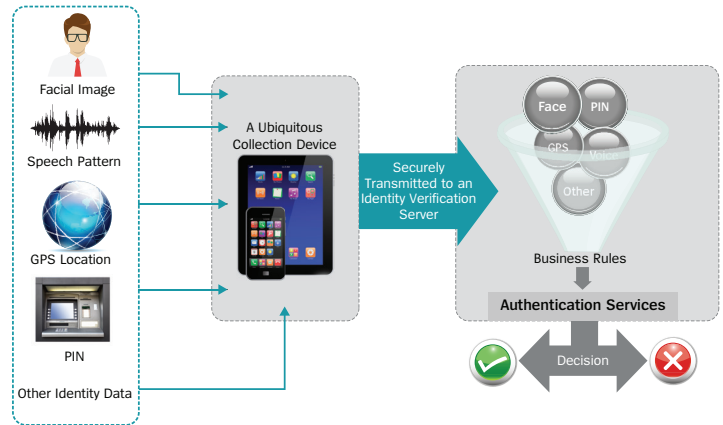 Facial Image
Speech Pattern
GPS Location
PIN
Other Identity Data
A Ubiquitous
Collection Device
Securely
Transmitted to an
Identity Verification
Server
Face
PIN
GPS
Voice
Other
Business Rules
Authentication Services
Decision